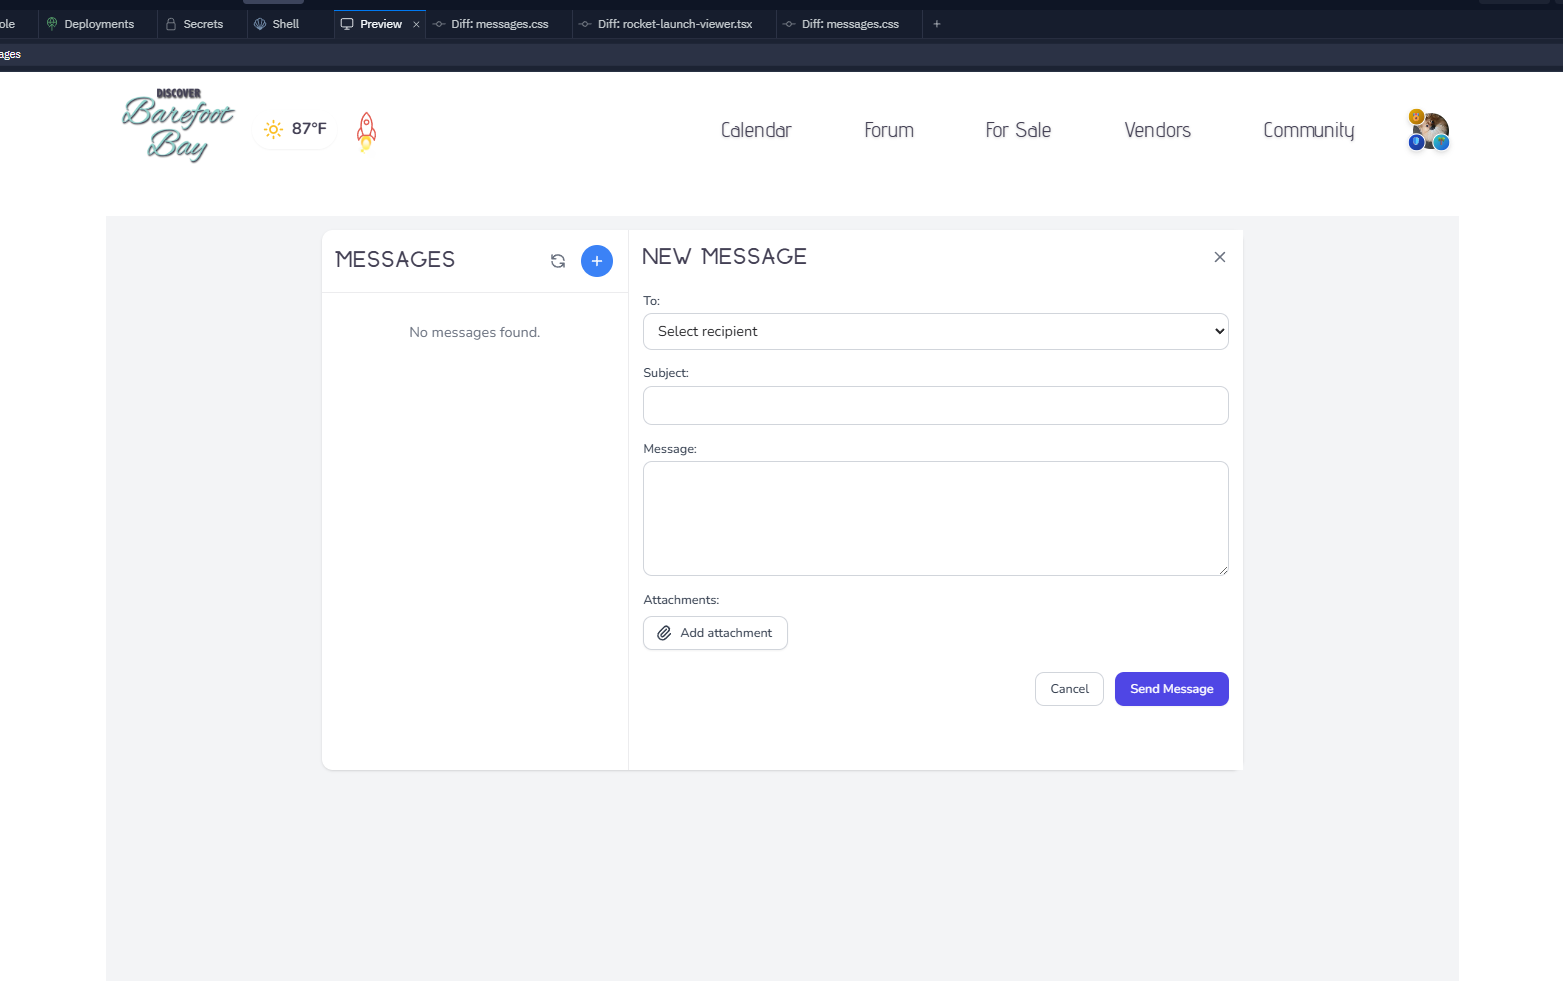 ole Deployments Secrets Shell Preview Diff: messages.css Diff: rocket-launch-viewer.tsx Diff: messages.css
ages
DISCOVER
Barefoot
Bay
87°F
Calendar Forum For Sale Vendors Community
MESSAGES
No messages found.
NEW MESSAGE
To:
Select recipient
Subject:
Message:
Attachments:
Add attachment
Cancel Send Message